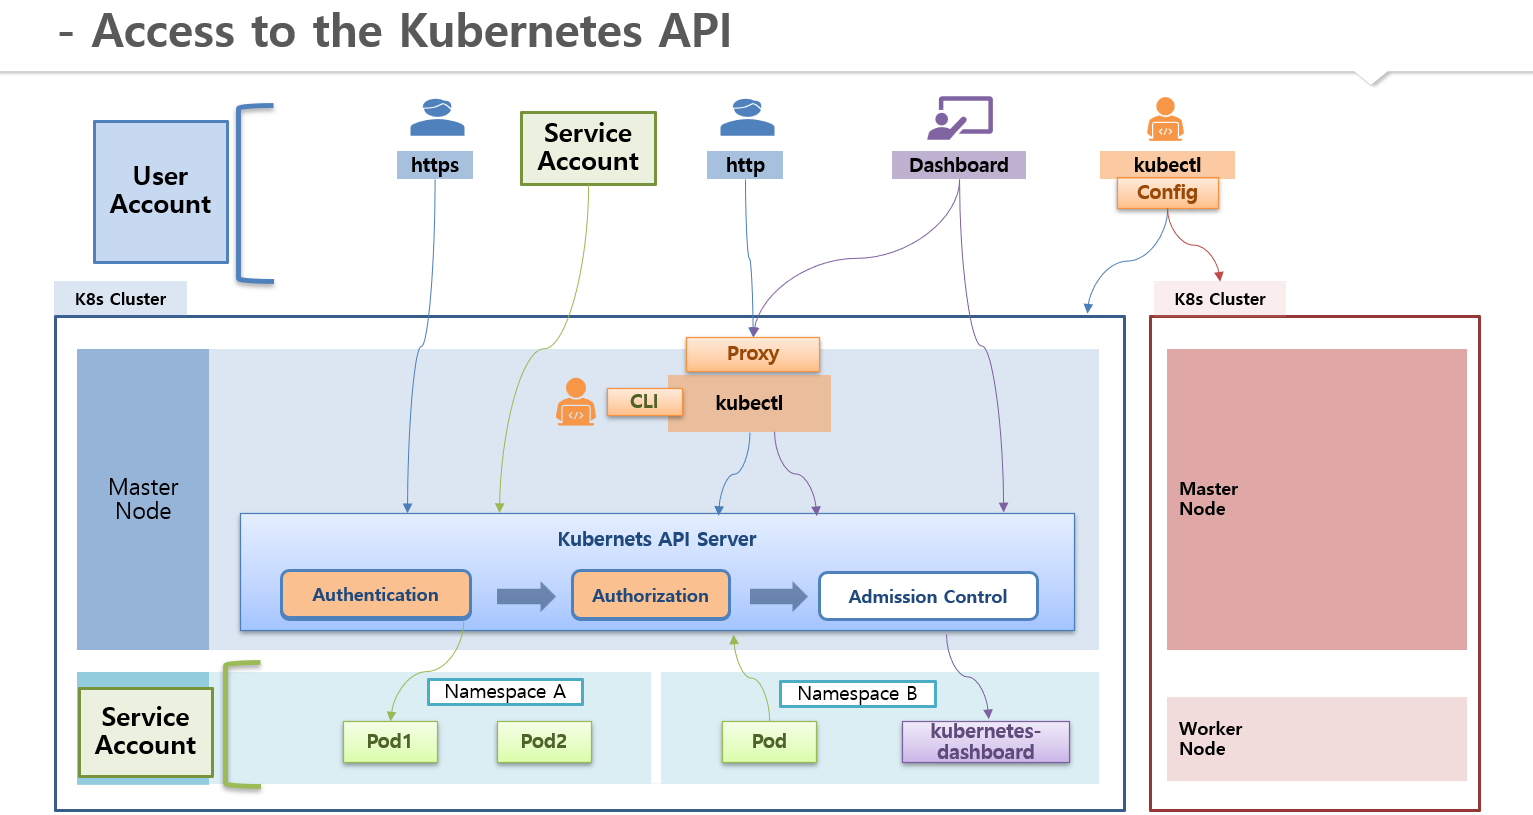 - Access to the Kubernetes API
User
Account
https
Service
Account
http
Dashboard
kubectl
Config
K8s Cluster
K8s Cluster
Proxy
CLI
kubectl
Master
Node
Master
Node
Kubernets API Server
Authentication
Authorization
Admission Control
Service
Account
Namespace A
Pod1
Pod2
Namespace B
Pod
kubernetes-
dashboard
Worker
Node